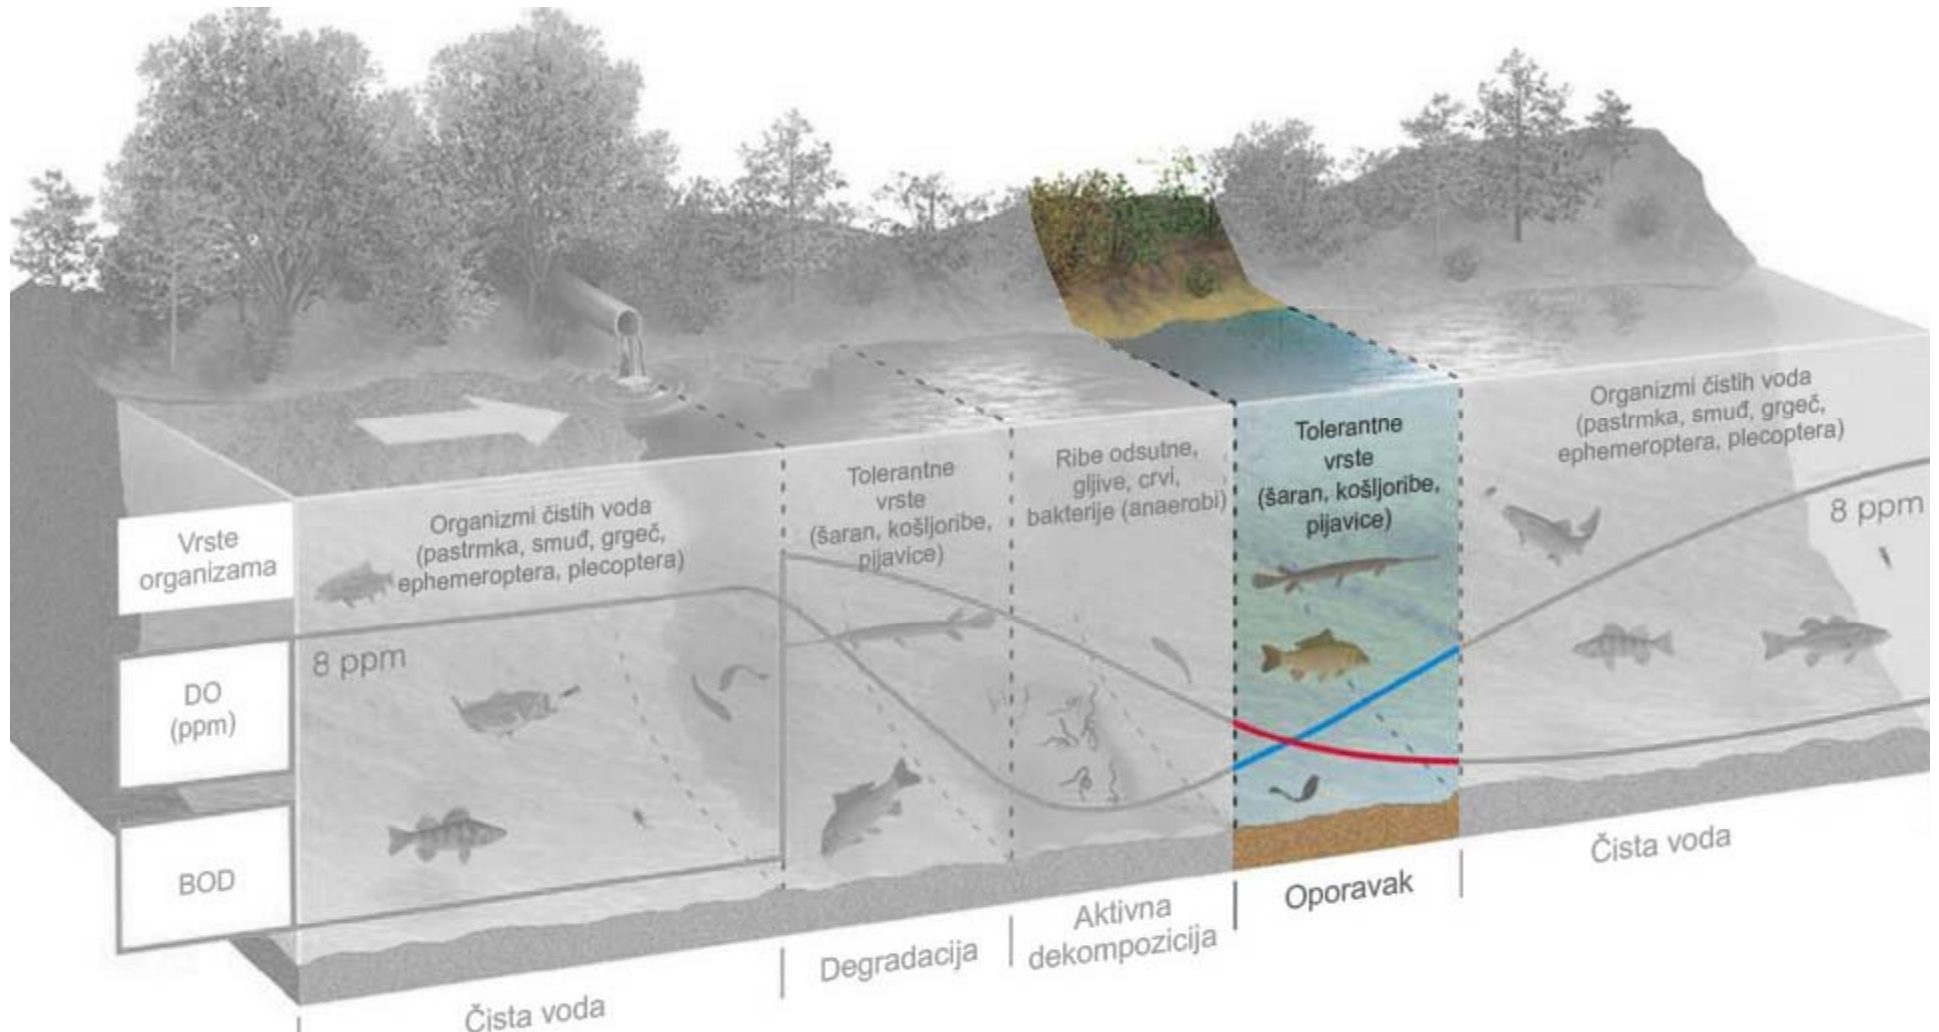 Vrste
organizama
DO
(ppm)
BOD
Organizmi čistih voda
(pastrmka, smuđ, grgeč,
ephemeroptera, plecoptera)
8 ppm
Čista voda
Tolerantne
vrste
(šaran, košljoribe,
pijavice)
Degradacija
Ribe odsutne,
gljive, crvi,
bakterije (anaerobi)
Aktivna
dekompozicija
Tolerantne
vrste
(šaran, košljoribe,
pijavice)
Oporavak
Organizmi čistih voda
(pastrmka, smuđ, grgeč,
ephemeroptera, plecoptera)
8 ppm
Čista voda